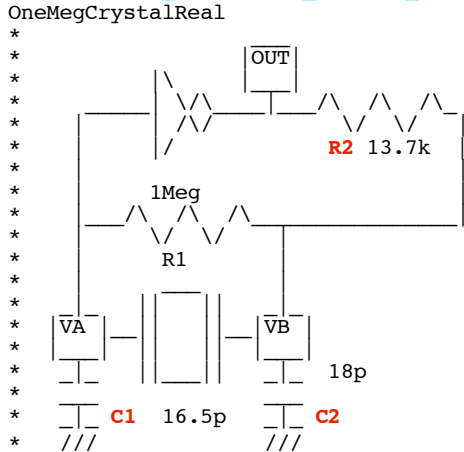 OneMegCrystalReal
OUT
R2 13.7k
1Meg
R1
VA VB
18p
C1 16.5p C2